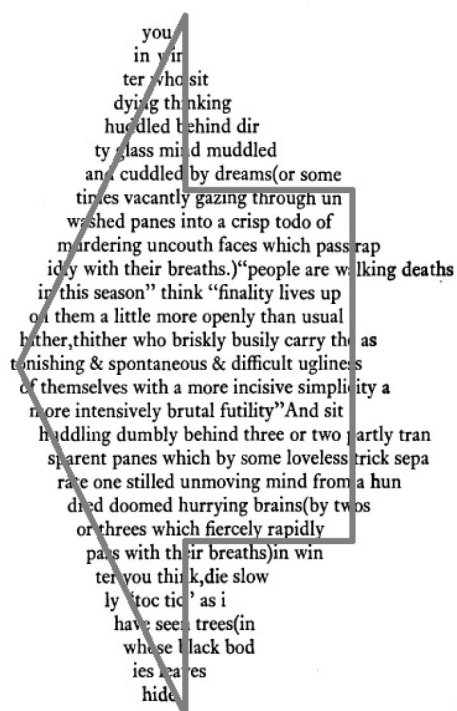 you
in win
ter who sit
dying thinking
huddled behind dir
ty glass mind muddled
and cuddled by dreams(or some
times vacantly gazing through un
washed panes into a crisp todo of
murdering uncouth faces which pass rap
idly with their breaths.)“people are walking deaths
in this season” think “finality lives up
on them a little more openly than usual
hither,thither who briskly busily carry the as
tonishing & spontaneous & difficult ugliness
of themselves with a more incisive simplicity a
more intensively brutal futility”And sit
huddling dumbly behind three or two partly tran
sparent panes which by some loveless trick sepa
rate one stilled unmoving mind from a hun
dred doomed hurrying brains(by twos
or threes which fiercely rapidly
pass with their breaths)in win
ter you think,die slow
ly “toc tic” as i
have seen trees(in
whose black bod
ies leaves
hide